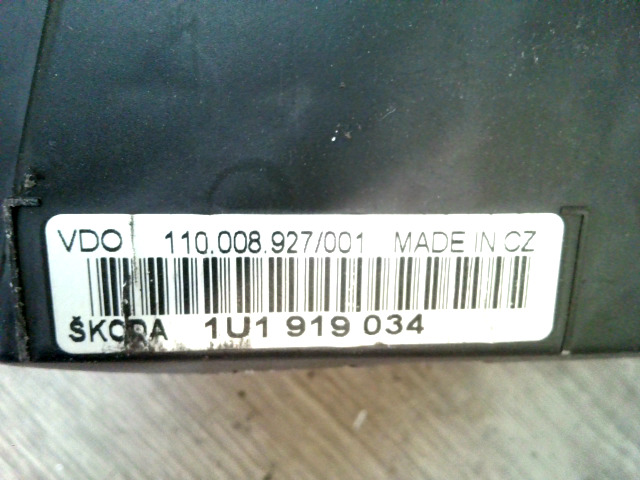 VDO 110.008.927/001 MADE IN CZ
ŠKODA 1U1 919 034